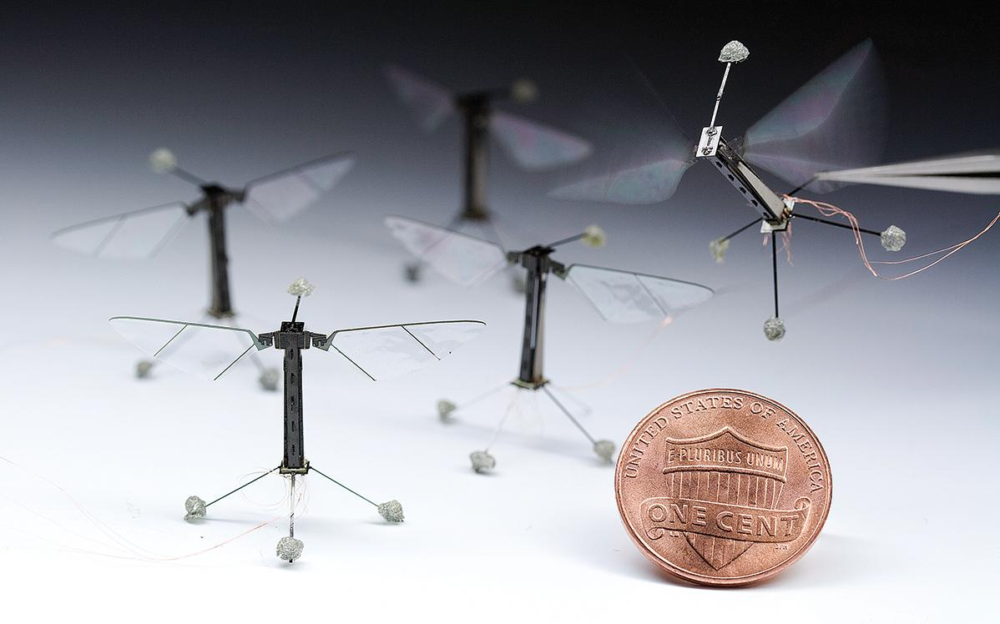 UNITED STATES OF AMERICA
E PLURIBUS UNUM
ONE CENT